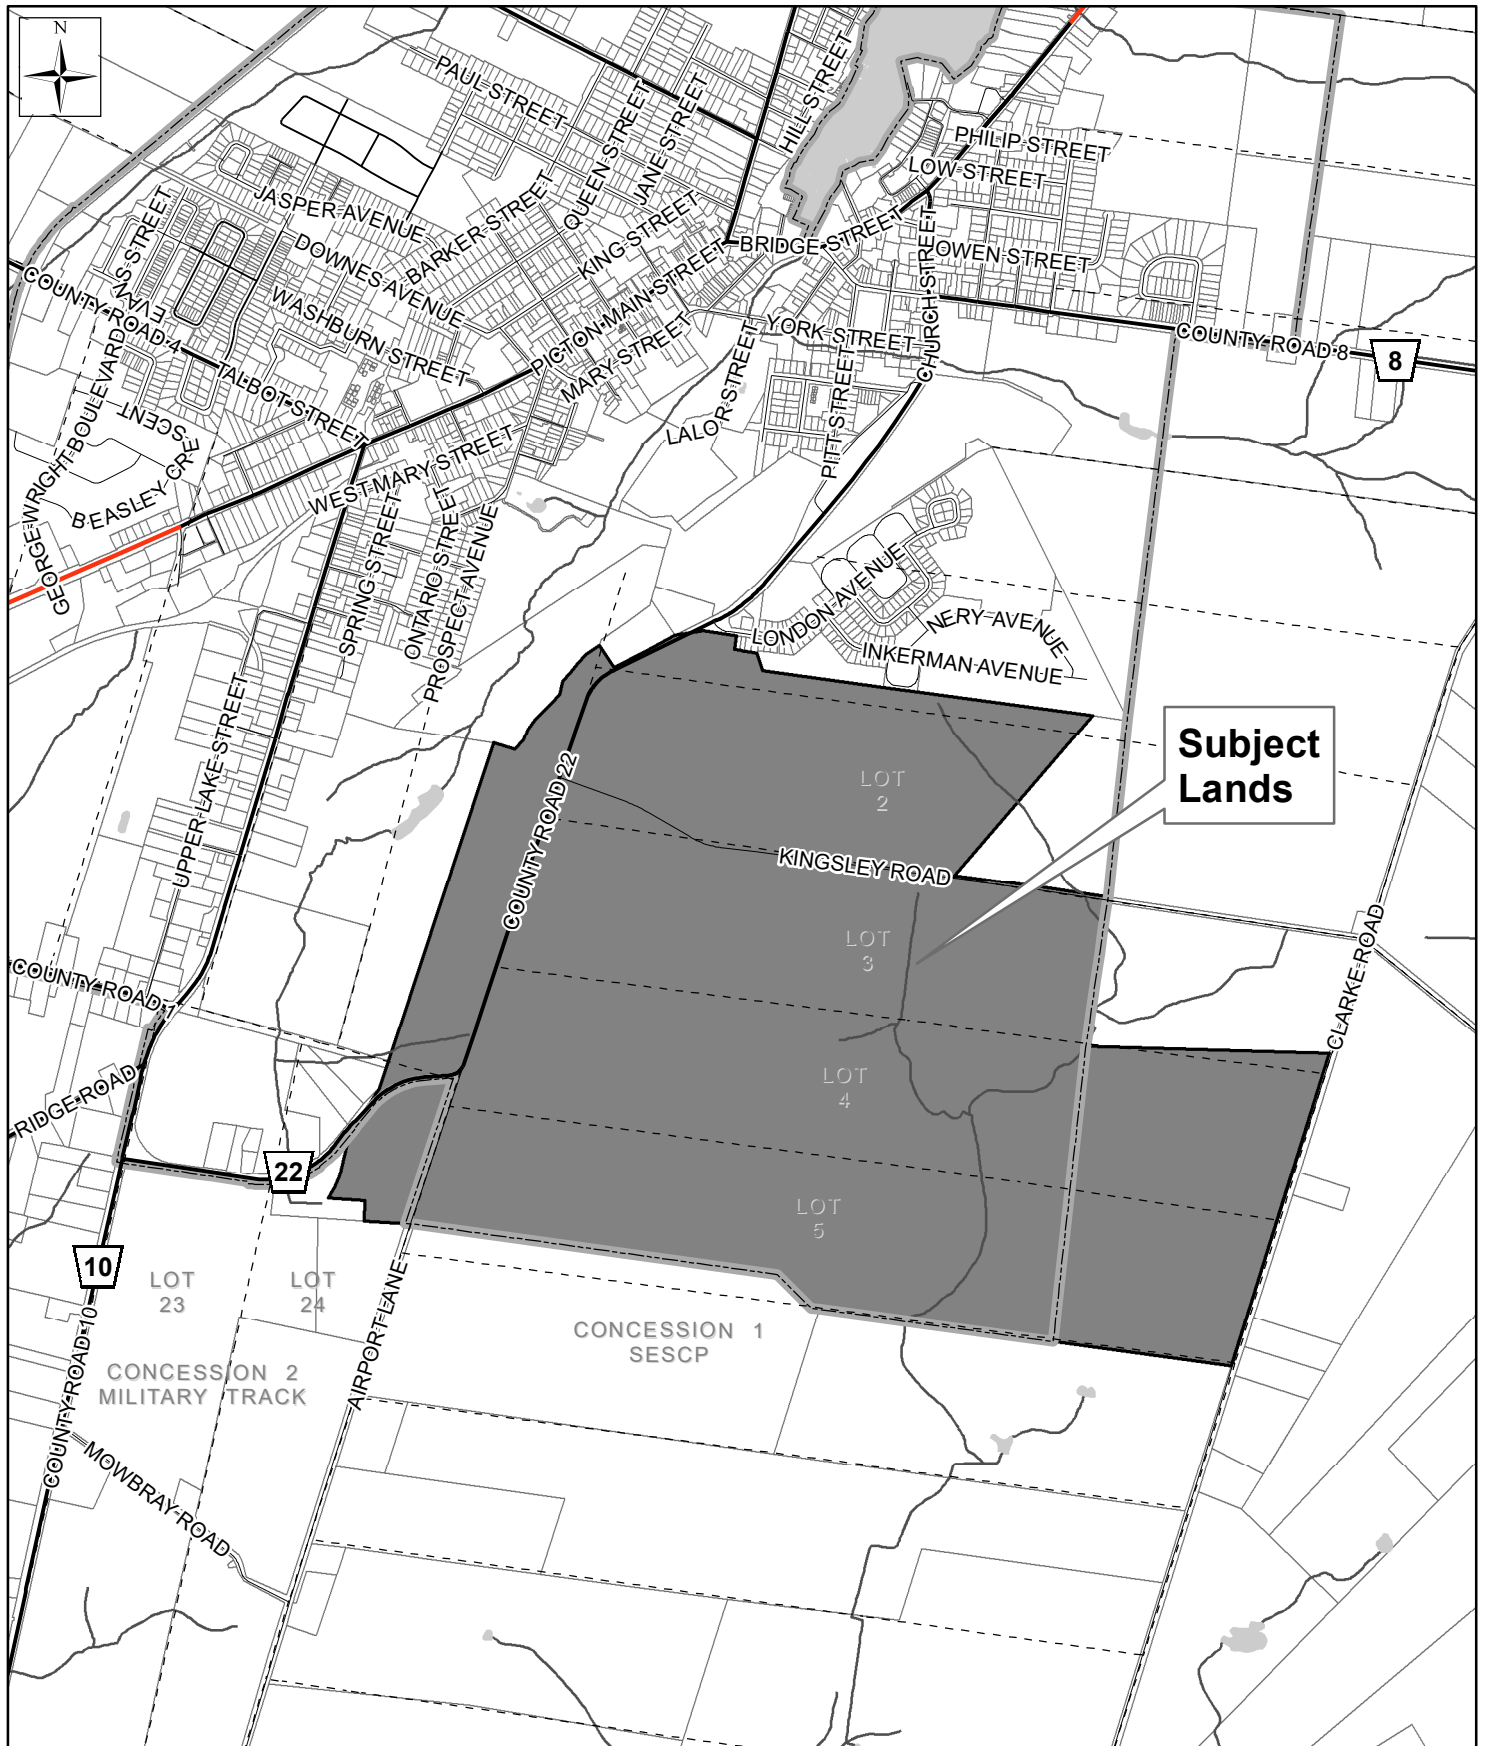 N
PAUL STREET
QUEEN STREET
JANE STREET
HILL STREET
PHILIP STREET
LOW STREET
JASPER AVENUE
BARKER STREET
KING STREET
EVANS STREET
DOWNES AVENUE
BRIDGE STREET
CHURCH STREET
OWEN STREET
COUNTY ROAD 4
WASHBURN STREET
PICTON MAIN STREET
MARY STREET
YORK STREET
COUNTY ROAD 8
8
TALBOT STREET
GEORGE WRIGHT BOULEVARD
BEASLEY CRESCENT
LALOR STREET
PITT STREET
WEST MARY STREET
SPRING STREET
ONTARIO STREET
PROSPECT AVENUE
LONDON AVENUE
NERY AVENUE
INKERMAN AVENUE
UPPER LAKE STREET
Subject
Lands
LOT
2
COUNTY ROAD 22
KINGSLEY ROAD
LOT
3
CLARKE ROAD
COUNTY ROAD 1
LOT
4
RIDGE ROAD
22
LOT
5
10
LOT
23
LOT
24
AIRPORT LANE
CONCESSION 1
SESCP
COUNTY ROAD 10
CONCESSION 2
MILITARY TRACK
MOWBRAY ROAD